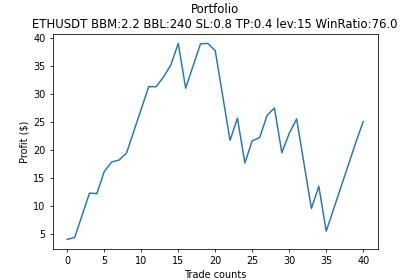 Portfolio
ETHUSDT BBM:2.2 BBL:240 SL:0.8 TP:0.4 lev:15 WinRatio:76.0
40
35
30
25
20
15
10
5
Profit ($)
0 5 10 15 20 25 30 35 40
Trade counts